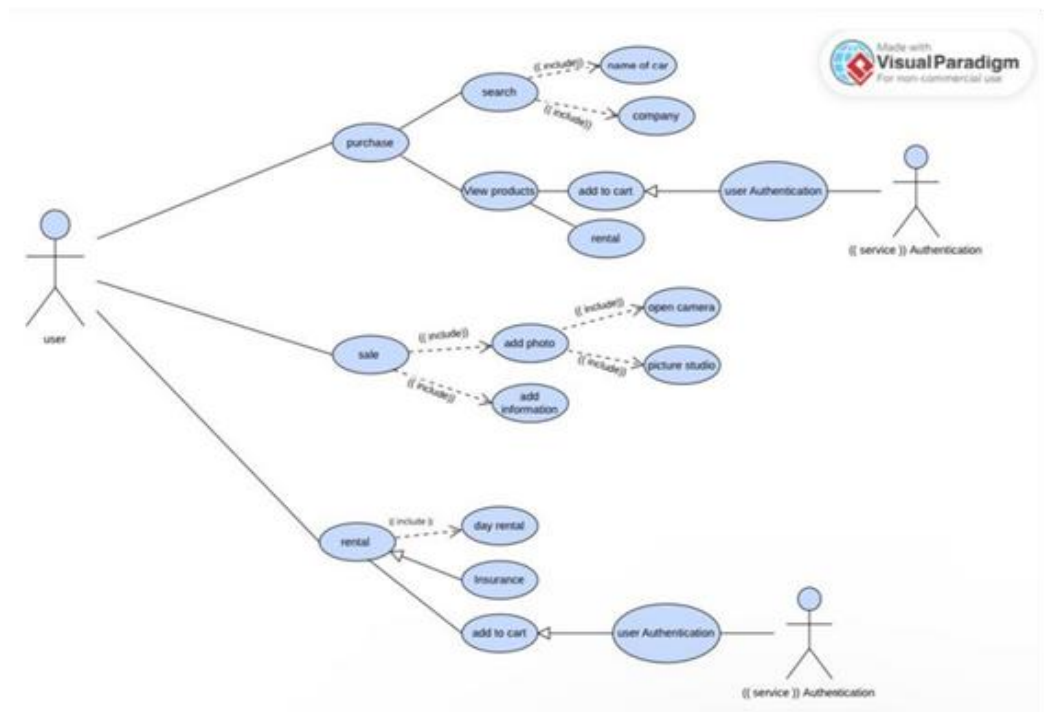 Made with
Visual Paradigm
For non-commercial use
(( include))
name of car
search
(( include))
company
purchase
View products
add to cart
user Authentication
rental
(( service )) Authentication
user
(( include))
open camera
(( include))
add photo
sale
(( include))
picture studio
(( include))
add
information
(( include ))
day rental
rental
Insurance
add to cart
user Authentication
(( service )) Authentication